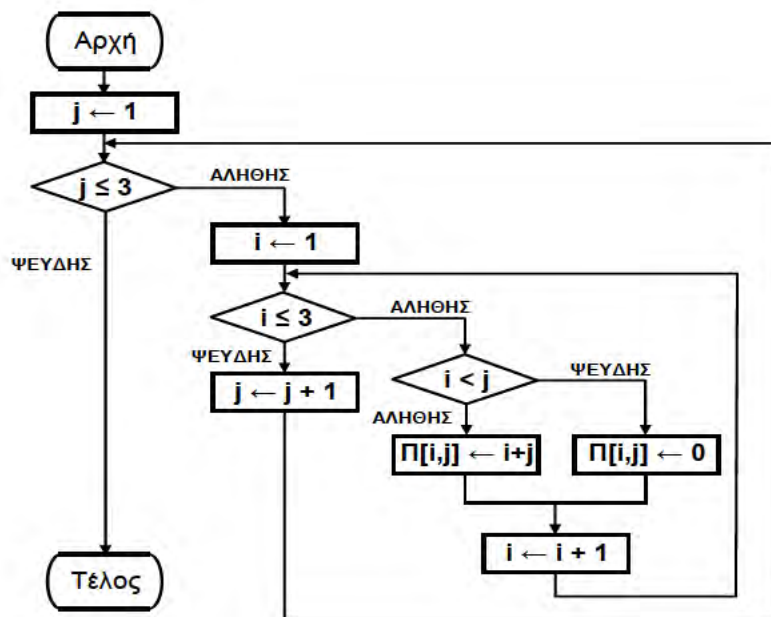 Αρχή
j ← 1
j ≤ 3
ΑΛΗΘΗΣ
ΨΕΥΔΗΣ
i ← 1
i ≤ 3
ΑΛΗΘΗΣ
ΨΕΥΔΗΣ
j ← j + 1
i < j
ΨΕΥΔΗΣ
ΑΛΗΘΗΣ
Π[i,j] ← i+j
Π[i,j] ← 0
i ← i + 1
Τέλος